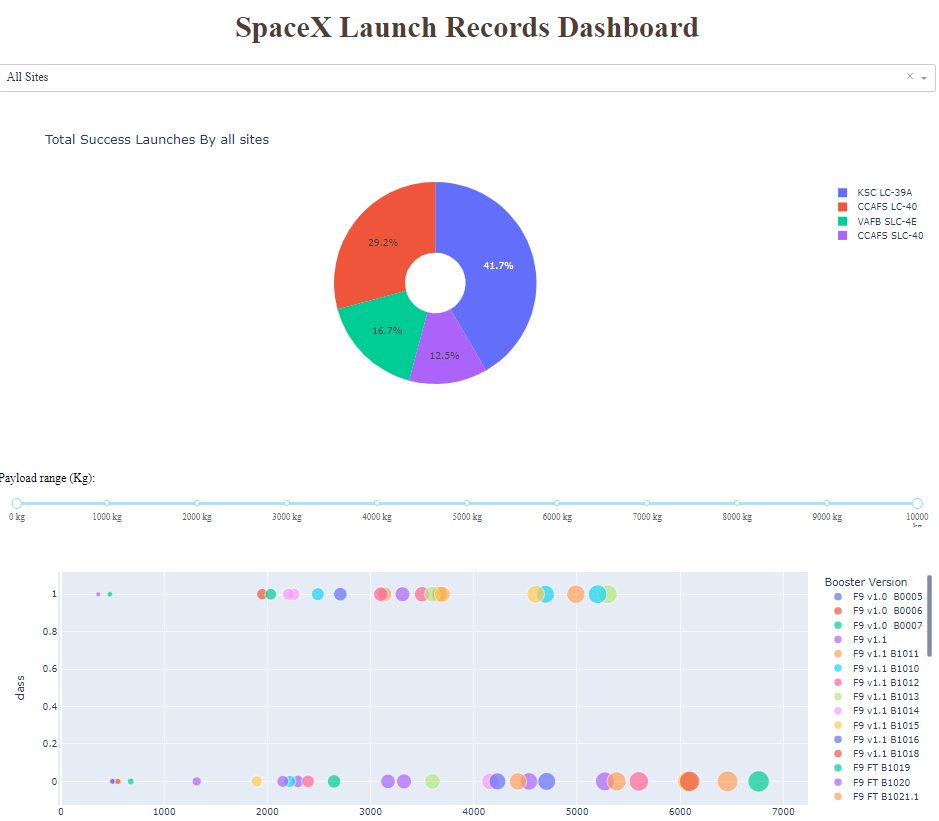 SpaceX Launch Records Dashboard
All Sites
× 
Total Success Launches By all sites
KSC LC-39A
CCAFS LC-40
VAFB SLC-4E
CCAFS SLC-40
29.2%
41.7%
16.7%
12.5%
Payload range (Kg):
0 kg 1000 kg 2000 kg 3000 kg 4000 kg 5000 kg 6000 kg 7000 kg 8000 kg 9000 kg 10000
class
1
0.8
0.6
0.4
0.2
0
0 1000 2000 3000 4000 5000 6000 7000
Booster Version
F9 v1.0 B0005
F9 v1.0 B0006
F9 v1.0 B0007
F9 v1.1
F9 v1.1 B1011
F9 v1.1 B1010
F9 v1.1 B1012
F9 v1.1 B1013
F9 v1.1 B1014
F9 v1.1 B1015
F9 v1.1 B1016
F9 v1.1 B1018
F9 FT B1019
F9 FT B1020
F9 FT B1021.1